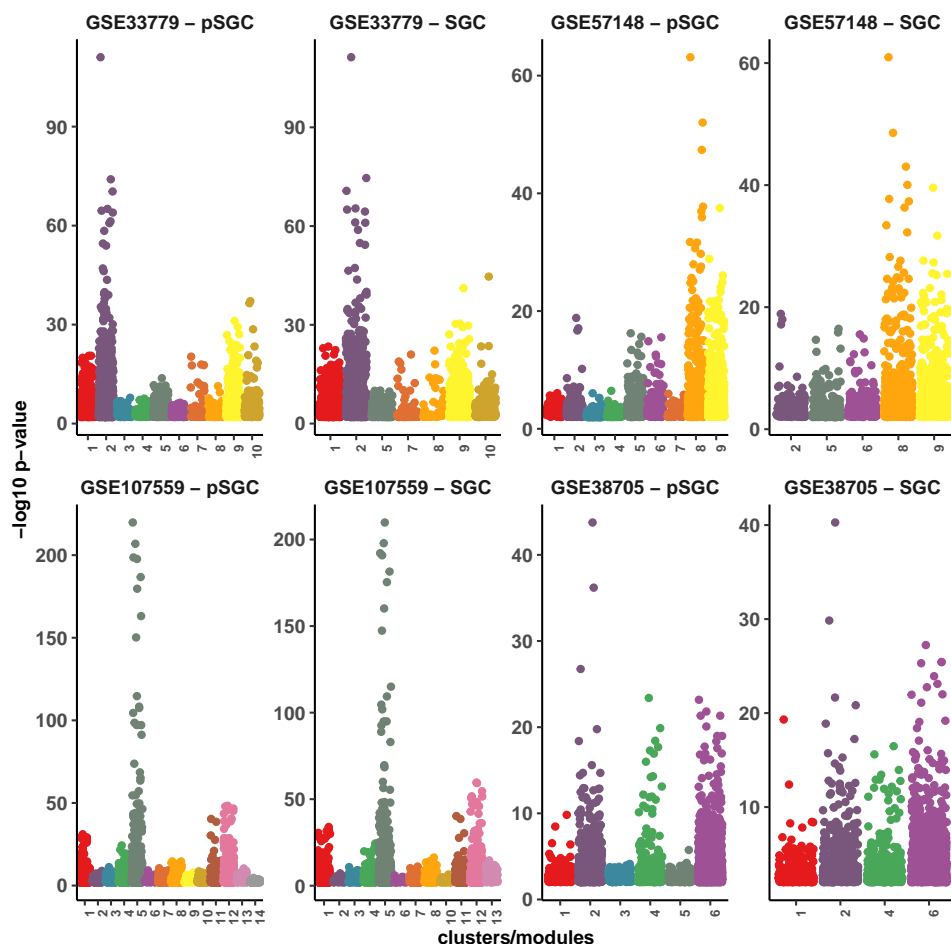 GSE33779 – pSGC
GSE33779 – SGC
GSE57148 – pSGC
GSE57148 – SGC
90
60
30
0
1 2 3 4 5 6 7 8 9 10
90
60
30
0
1 2 5 7 8 9 10
60
40
20
0
1 2 3 4 5 6 7 8 9
60
40
20
0
2 5 6 8 9
−log10 p−value
GSE107559 – pSGC
GSE107559 – SGC
GSE38705 – pSGC
GSE38705 – SGC
200
150
100
50
0
1 2 3 4 5 6 7 8 9 10 11 12 13 14
200
150
100
50
0
1 2 3 4 5 6 7 8 10 11 12 13
40
30
20
10
0
1 2 3 4 5 6
40
30
20
10
1 2 4 6
clusters/modules